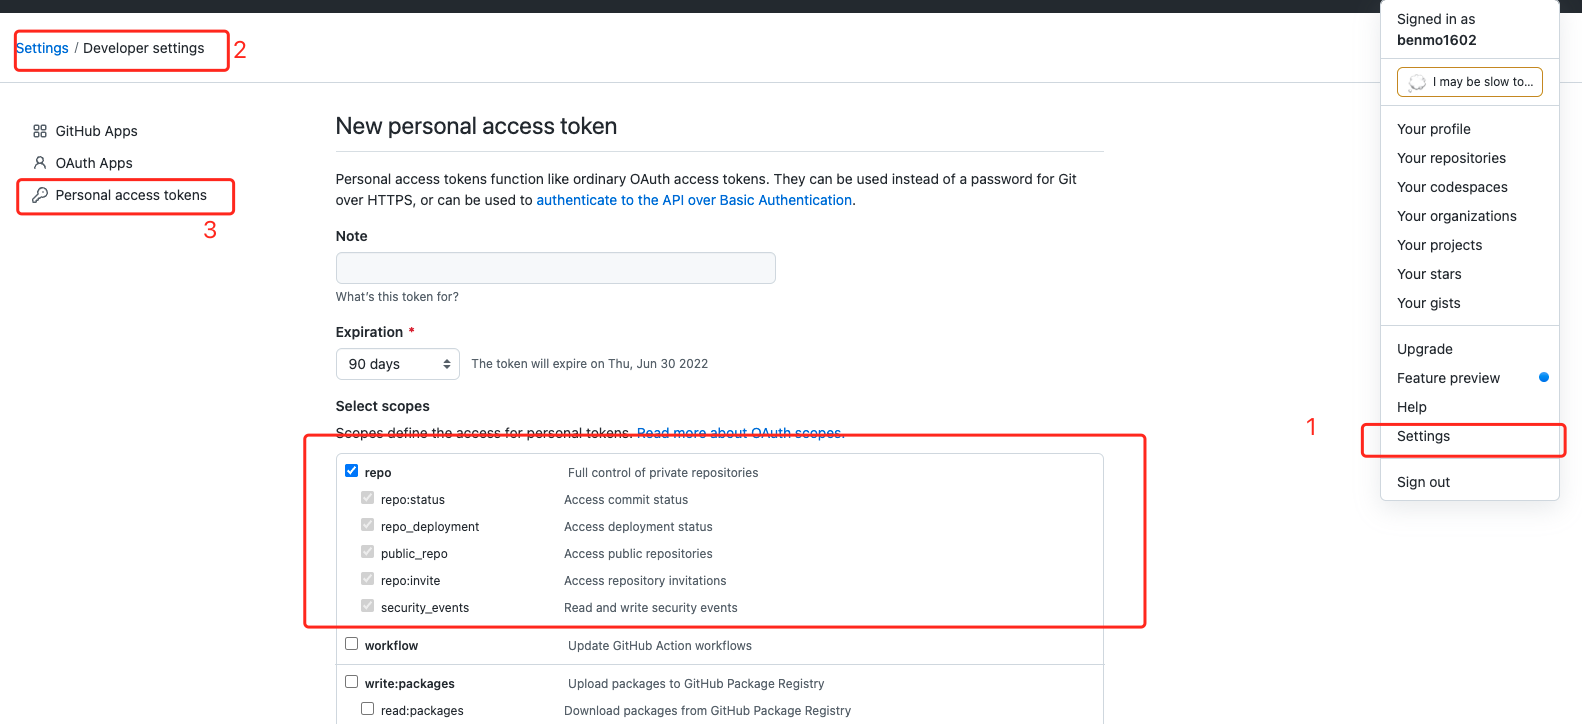 Settings / Developer settings
2
GitHub Apps
OAuth Apps
Personal access tokens
3
New personal access token
Personal access tokens function like ordinary OAuth access tokens. They can be used instead of a password for Git
over HTTPS, or can be used to authenticate to the API over Basic Authentication.
Note
What's this token for?
Expiration *
90 days
The token will expire on Thu, Jun 30 2022
Select scopes
Scopes define the access for personal tokens. Read more about OAuth scopes.
repo Full control of private repositories
repo:status Access commit status
repo_deployment Access deployment status
public_repo Access public repositories
repo:invite Access repository invitations
security_events Read and write security events
workflow Update GitHub Action workflows
write:packages Upload packages to GitHub Package Registry
read:packages Download packages from GitHub Package Registry
Signed in as
benmo1602
I may be slow to...
Your profile
Your repositories
Your codespaces
Your organizations
Your projects
Your stars
Your gists
Upgrade
Feature preview
Help
1
Settings
Sign out